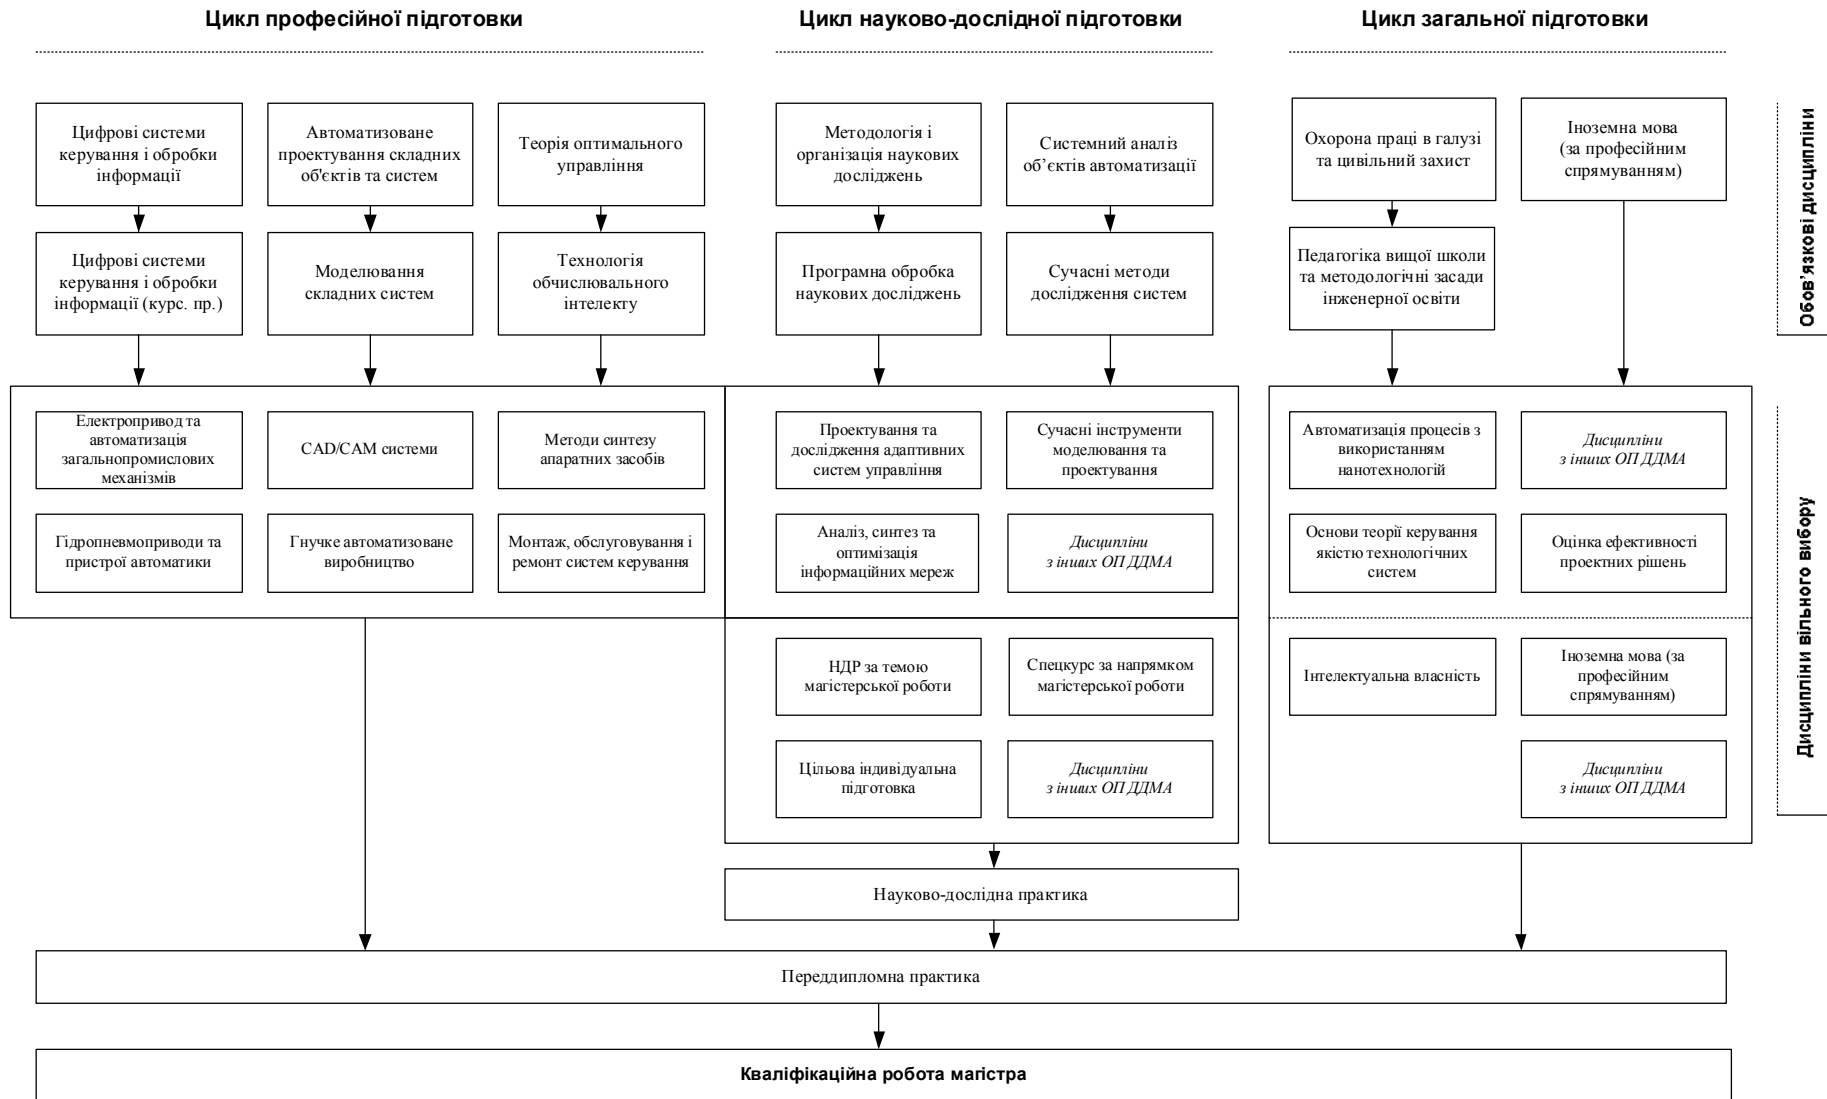 Цикл професійної підготовки
Цикл науково-дослідної підготовки
Цикл загальної підготовки
Цифрові системи
керування і обробки
інформації
Автоматизоване
проектування складних
об'єктів та систем
Теорія оптимального
управління
Методологія і
організація наукових
досліджень
Системний аналіз
об’єктів автоматизації
Охорона праці в галузі
та цивільний захист
Іноземна мова
(за професійним
спрямуванням)
Обов’язкові дисципліни
Цифрові системи
керування і обробки
інформації (курс. пр.)
Моделювання
складних систем
Технологія
обчислювального
інтелекту
Програмна обробка
наукових досліджень
Сучасні методи
дослідження систем
Педагогіка вищої школи
та методологічні засади
інженерної освіти
Електропривод та
автоматизація
загальнопромислових
механізмів
CAD/CAM системи
Методи синтезу
апаратних засобів
Проектування та
дослідження адаптивних
систем управління
Сучасні інструменти
моделювання та
проектування
Автоматизація процесів з
використанням
нанотехнологій
Дисципліни
з інших ОП ДДМА
Дисципліни вільного вибору
Гідропневмоприводи та
пристрої автоматики
Гнучке автоматизоване
виробництво
Монтаж, обслуговування і
ремонт систем керування
Аналіз, синтез та
оптимізація
інформаційних мереж
Дисципліни
з інших ОП ДДМА
Основи теорії керування
якістю технологічних
систем
Оцінка ефективності
проектних рішень
НДР за темою
магістерської роботи
Спецкурс за напрямком
магістерської роботи
Інтелектуальна власність
Іноземна мова (за
професійним
спрямуванням)
Цільова індивідуальна
підготовка
Дисципліни
з інших ОП ДДМА
Дисципліни
з інших ОП ДДМА
Науково-дослідна практика
Переддипломна практика
Кваліфікаційна робота магістра